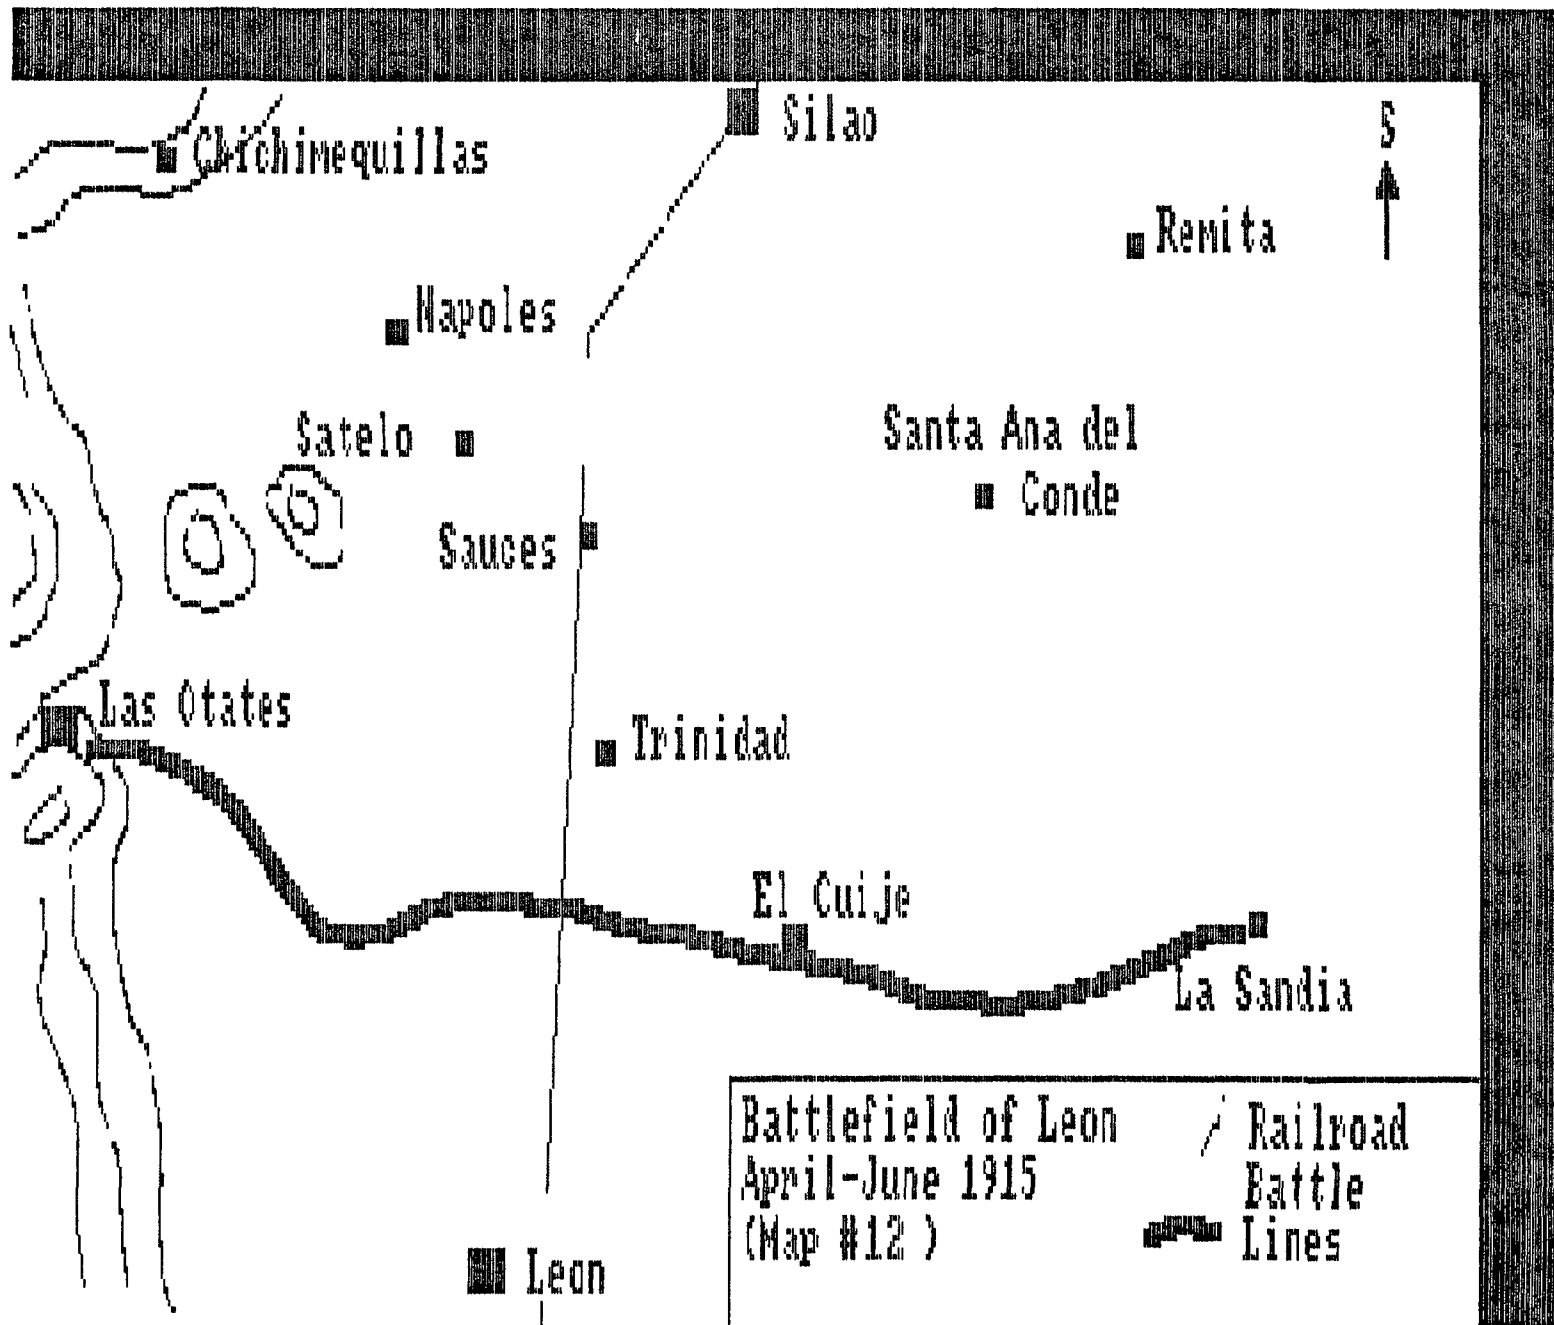 Silao
S
Chichimequillas
Remita
Napoles
Satelo
Santa Ana del
Conde
Sauces
Las Otates
Trinidad
El Cuije
La Sandia
Battlefield of Leon
April-June 1915
(Map #12 )
Railroad
Battle
Lines
Leon